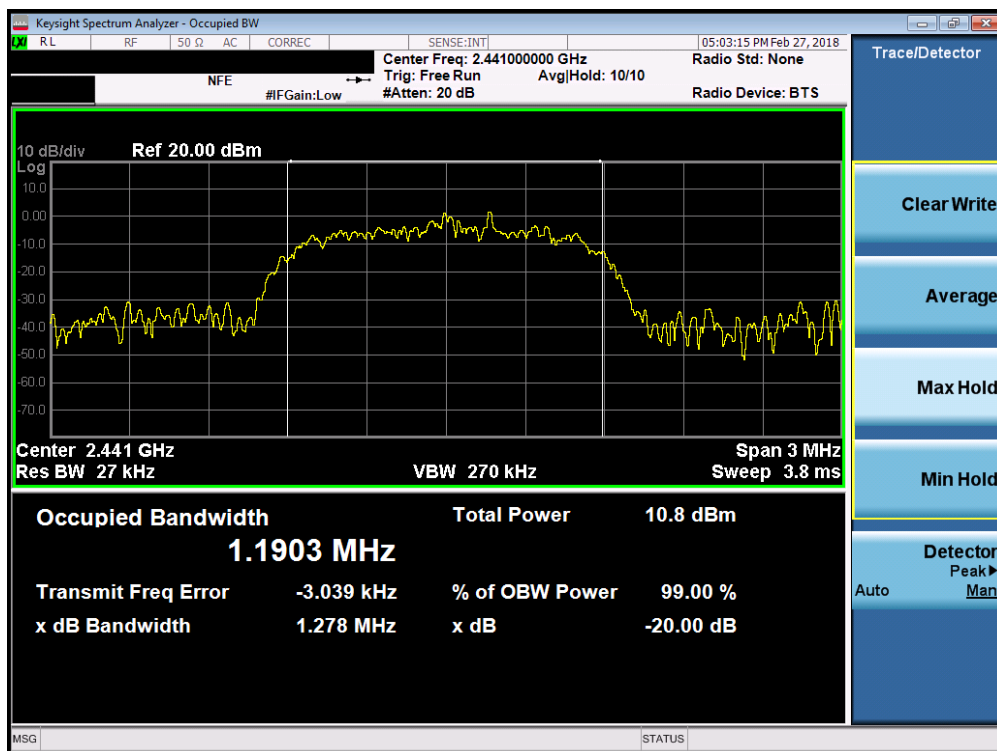 Keysight Spectrum Analyzer - Occupied BW
LXI RL RF 50 Ω AC CORREC SENSE:INT 05:03:15 PM Feb 27, 2018
Center Freq: 2.441000000 GHz Radio Std: None
NFE Trig: Free Run Avg|Hold: 10/10
#IFGain:Low #Atten: 20 dB Radio Device: BTS
10 dB/div Ref 20.00 dBm
Log
10.0
0.00
-10.0
-20.0
-30.0
-40.0
-50.0
-60.0
-70.0
Center 2.441 GHz Span 3 MHz
Res BW 27 kHz VBW 270 kHz Sweep 3.8 ms
Occupied Bandwidth Total Power 10.8 dBm
1.1903 MHz
Transmit Freq Error -3.039 kHz % of OBW Power 99.00 %
x dB Bandwidth 1.278 MHz x dB -20.00 dB
MSG STATUS
Trace/Detector
Clear Write
Average
Max Hold
Min Hold
Detector
Peak▶
Auto Man